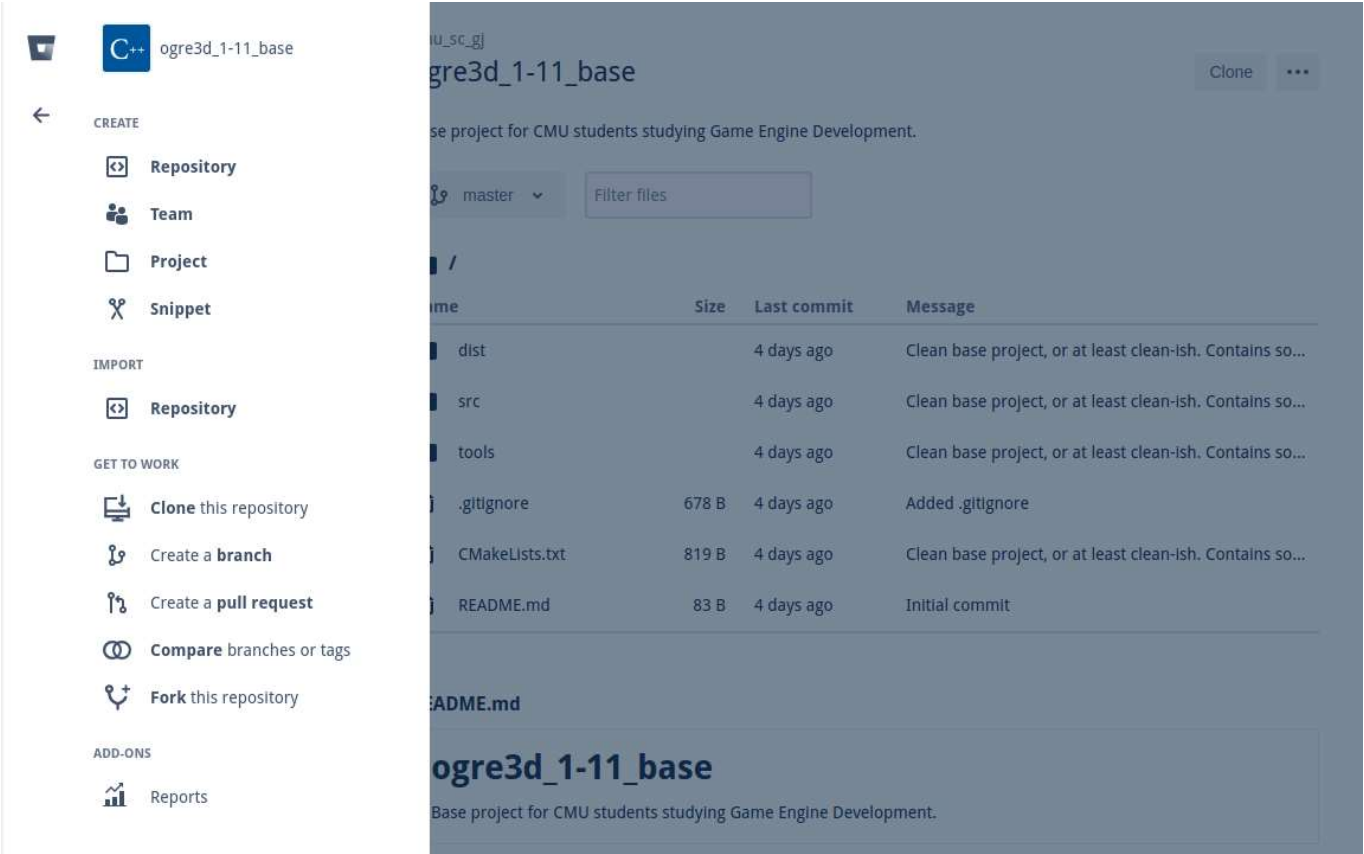 C++ ogre3d_1-11_base
CREATE
Repository
Team
Project
Snippet
IMPORT
Repository
GET TO WORK
Clone this repository
Create a branch
Create a pull request
Compare branches or tags
Fork this repository
ADD-ONS
Reports
u_sc_gj
gre3d_1-11_base
Clone
se project for CMU students studying Game Engine Development.
master Filter files
/
me Size Last commit Message
dist 4 days ago Clean base project, or at least clean-ish. Contains so...
src 4 days ago Clean base project, or at least clean-ish. Contains so...
tools 4 days ago Clean base project, or at least clean-ish. Contains so...
.gitignore 678 B 4 days ago Added .gitignore
CMakeLists.txt 819 B 4 days ago Clean base project, or at least clean-ish. Contains so...
README.md 83 B 4 days ago Initial commit
EADME.md
ogre3d_1-11_base
Base project for CMU students studying Game Engine Development.